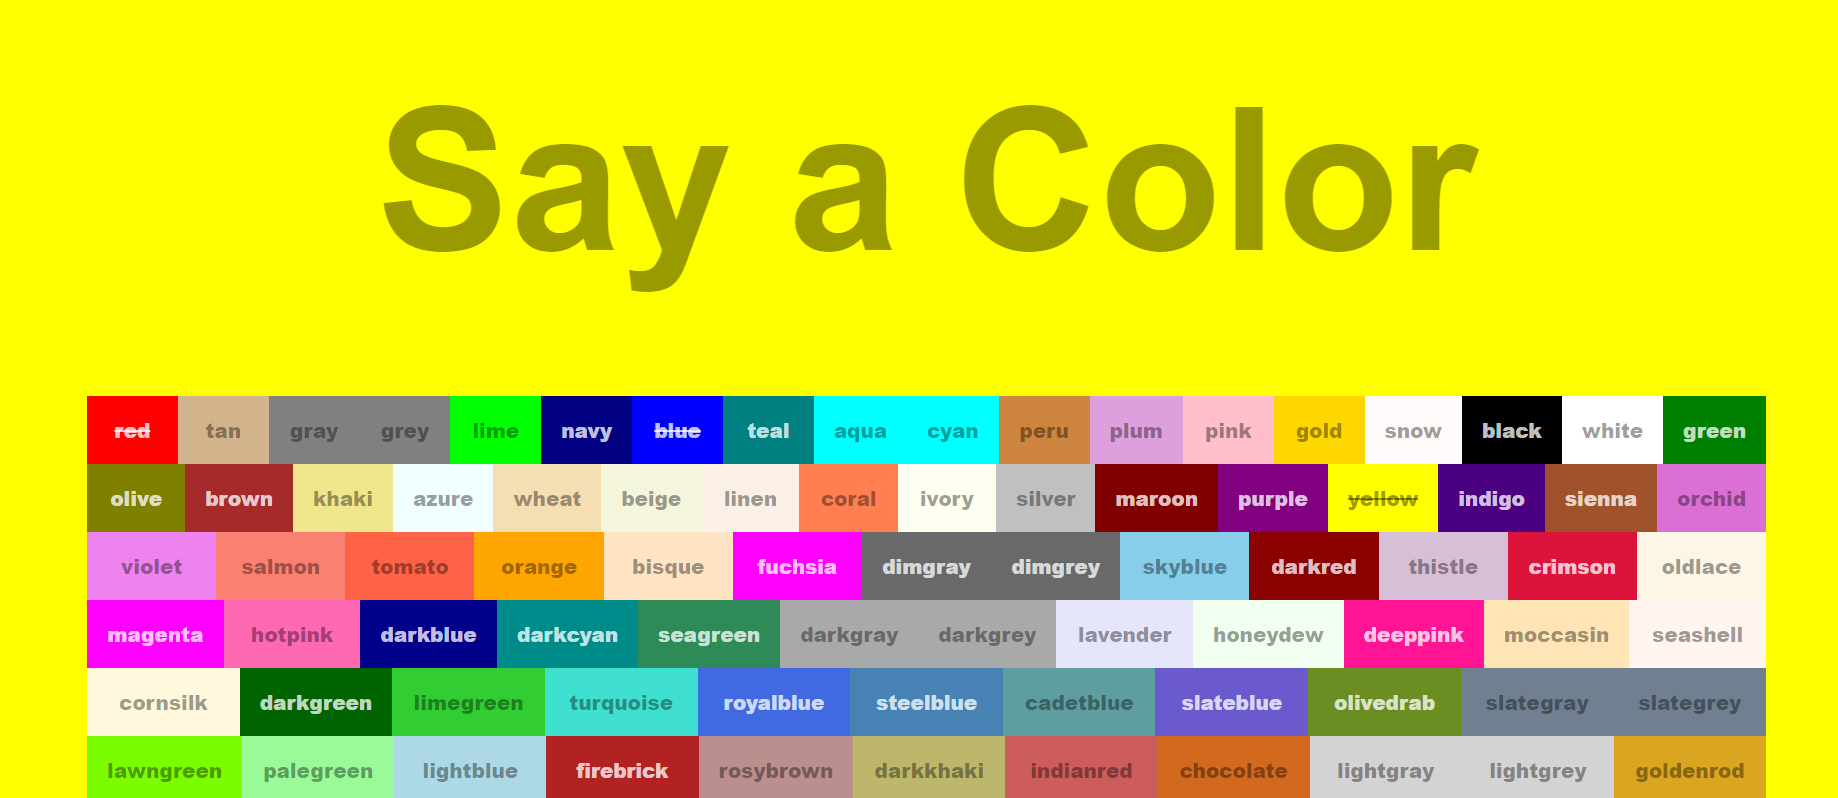 Say a Color
red tan gray grey lime navy blue teal aqua cyan peru plum pink gold snow black white green
olive brown khaki azure wheat beige linen coral ivory silver maroon purple yellow indigo sienna orchid
violet salmon tomato orange bisque fuchsia dimgray dimgrey skyblue darkred thistle crimson oldlace
magenta hotpink darkblue darkcyan seagreen darkgray darkgrey lavender honeydew deeppink moccasin seashell
cornsilk darkgreen limegreen turquoise royalblue steelblue cadetblue slateblue olivedrab slategray slategrey
lawngreen palegreen lightblue firebrick rosybrown darkkhaki indianred chocolate lightgray lightgrey goldenrod